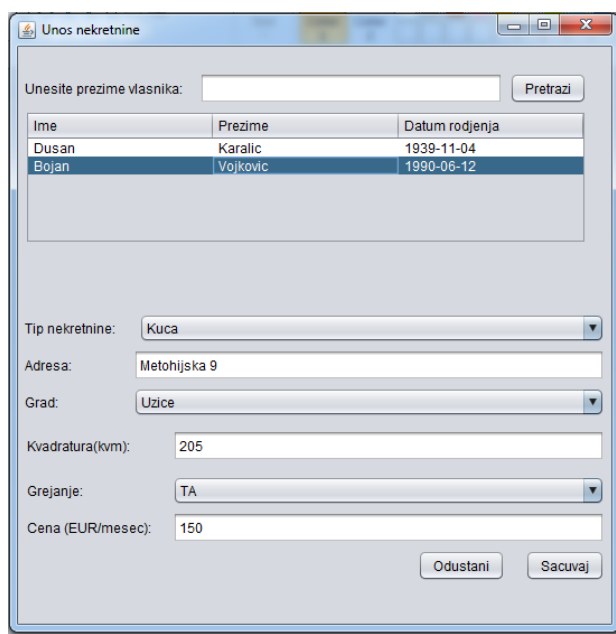 Unos nekretnine
Unesite prezime vlasnika: Pretrazi
Ime Prezime Datum rodjenja
Dusan Karalic 1939-11-04
Bojan Vojkovic 1990-06-12
Tip nekretnine: Kuca
Adresa: Metohijska 9
Grad: Uzice
Kvadratura(kvm): 205
Grejanje: TA
Cena (EUR/mesec): 150
Odustani Sacuvaj